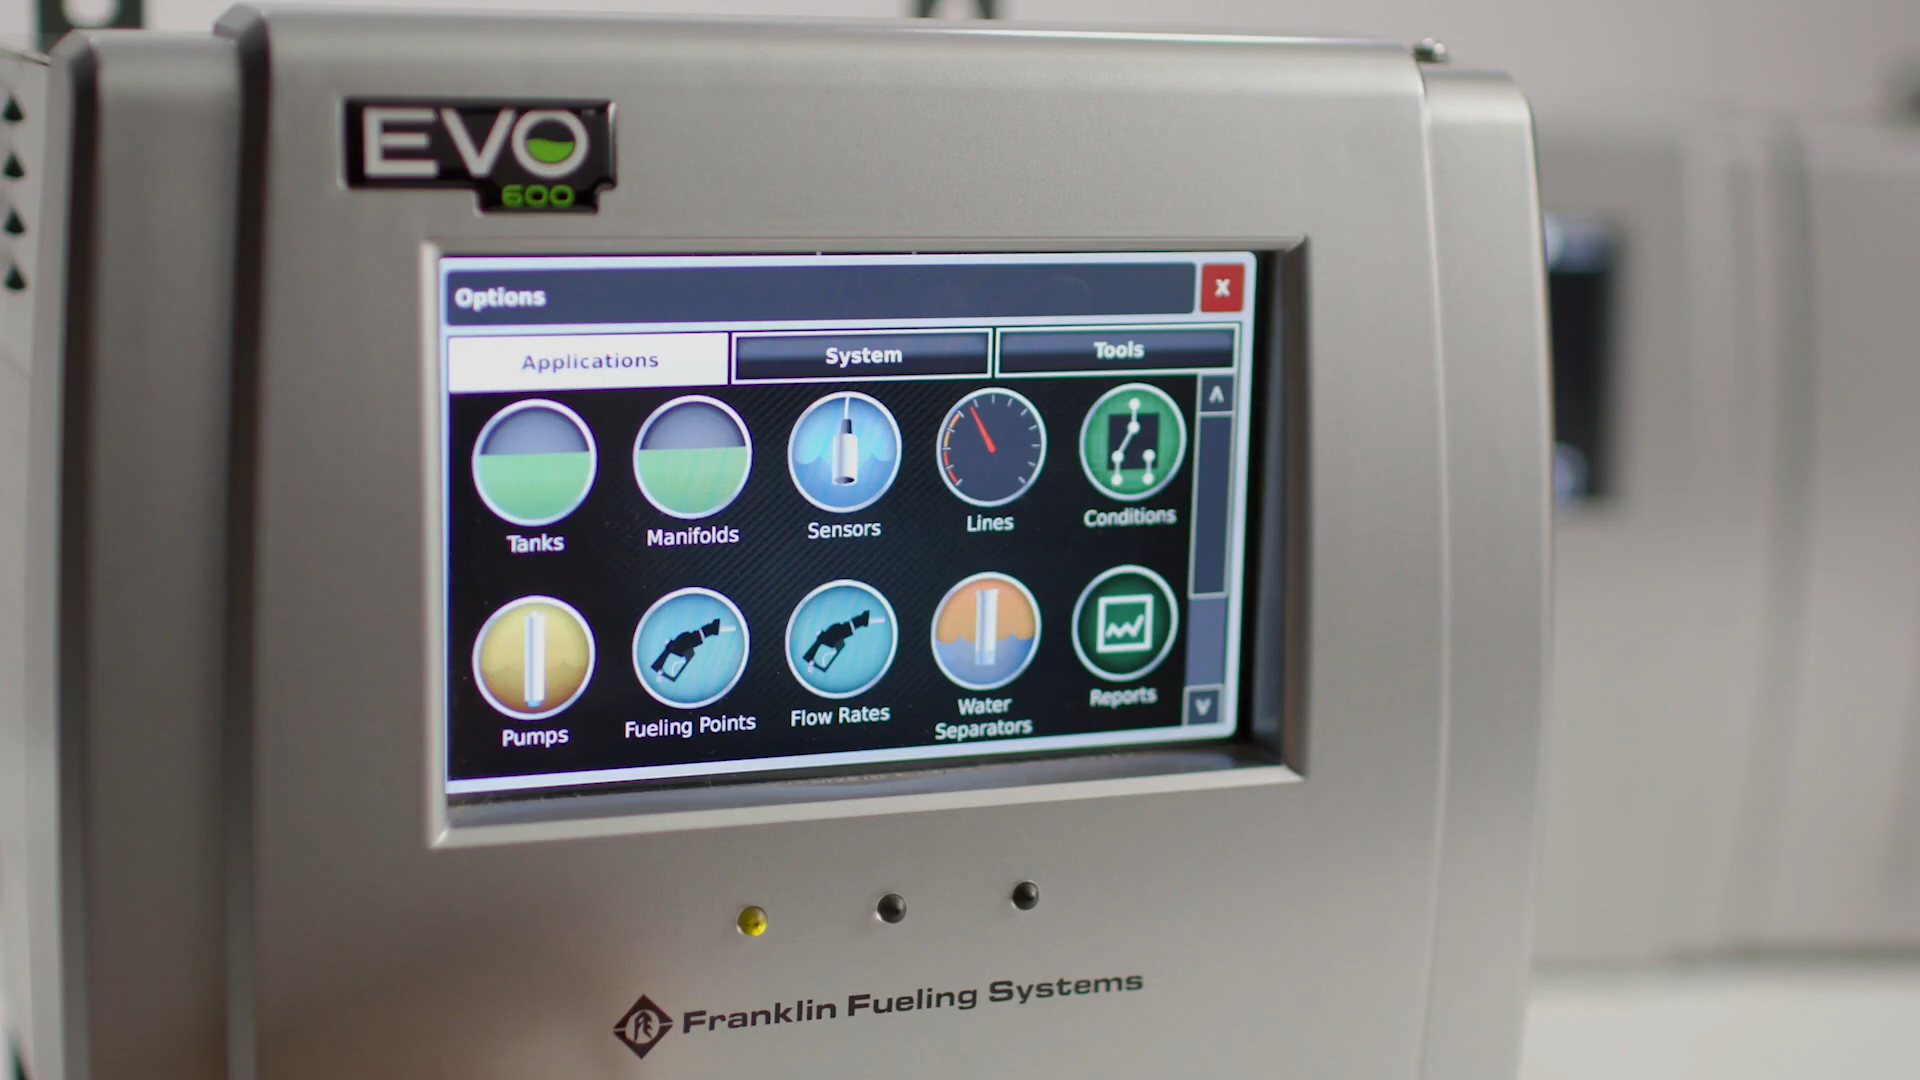 EVO
600
Options
X
Applications
System
Tools
Tanks
Manifolds
Sensors
Lines
Conditions
Pumps
Fueling Points
Flow Rates
Water
Separators
Reports
Franklin Fueling Systems